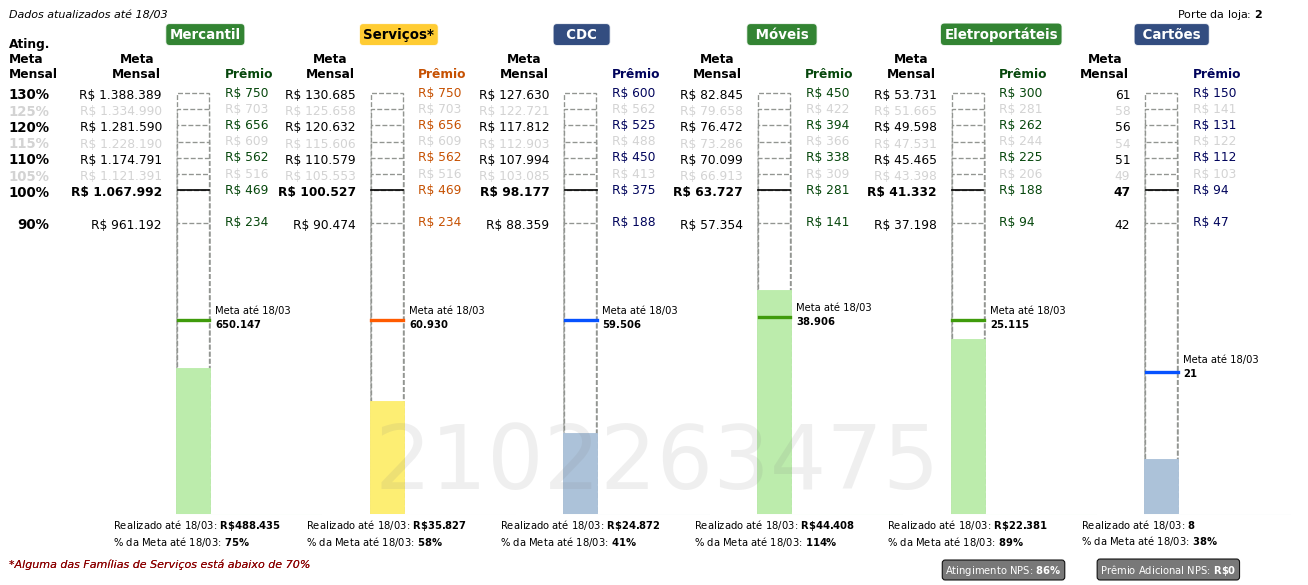 Dados atualizados até 18/03
Porte da loja: 2
Mercantil Serviços* CDC Móveis Eletroportáteis Cartões
Ating.
Meta Meta Meta Meta Meta Meta Meta
Mensal Mensal Prêmio Mensal Prêmio Mensal Prêmio Mensal Prêmio Mensal Prêmio Mensal Prêmio
130% R$ 1.388.389 R$ 750 R$ 130.685 R$ 750 R$ 127.630 R$ 600 R$ 82.845 R$ 450 R$ 53.731 R$ 300 61 R$ 150
125% R$ 1.334.990 R$ 703 R$ 125.658 R$ 703 R$ 122.721 R$ 562 R$ 79.658 R$ 422 R$ 51.665 R$ 281 58 R$ 141
120% R$ 1.281.590 R$ 656 R$ 120.632 R$ 656 R$ 117.812 R$ 525 R$ 76.472 R$ 394 R$ 49.598 R$ 262 56 R$ 131
115% R$ 1.228.190 R$ 609 R$ 115.606 R$ 609 R$ 112.903 R$ 488 R$ 73.286 R$ 366 R$ 47.531 R$ 244 54 R$ 122
110% R$ 1.174.791 R$ 562 R$ 110.579 R$ 562 R$ 107.994 R$ 450 R$ 70.099 R$ 338 R$ 45.465 R$ 225 51 R$ 112
105% R$ 1.121.391 R$ 516 R$ 105.553 R$ 516 R$ 103.085 R$ 413 R$ 66.913 R$ 309 R$ 43.398 R$ 206 49 R$ 103
100% R$ 1.067.992 R$ 469 R$ 100.527 R$ 469 R$ 98.177 R$ 375 R$ 63.727 R$ 281 R$ 41.332 R$ 188 47 R$ 94
90% R$ 961.192 R$ 234 R$ 90.474 R$ 234 R$ 88.359 R$ 188 R$ 57.354 R$ 141 R$ 37.198 R$ 94 42 R$ 47
Meta até 18/03 Meta até 18/03 Meta até 18/03 Meta até 18/03 Meta até 18/03
650.147 60.930 59.506 38.906 25.115
Meta até 18/03
21
2102263475
Realizado até 18/03: R$488.435 Realizado até 18/03: R$35.827 Realizado até 18/03: R$24.872 Realizado até 18/03: R$44.408 Realizado até 18/03: R$22.381 Realizado até 18/03: 8
% da Meta até 18/03: 75% % da Meta até 18/03: 58% % da Meta até 18/03: 41% % da Meta até 18/03: 114% % da Meta até 18/03: 89% % da Meta até 18/03: 38%
*Alguma das Famílias de Serviços está abaixo de 70%
Atingimento NPS: 86% Prêmio Adicional NPS: R$0